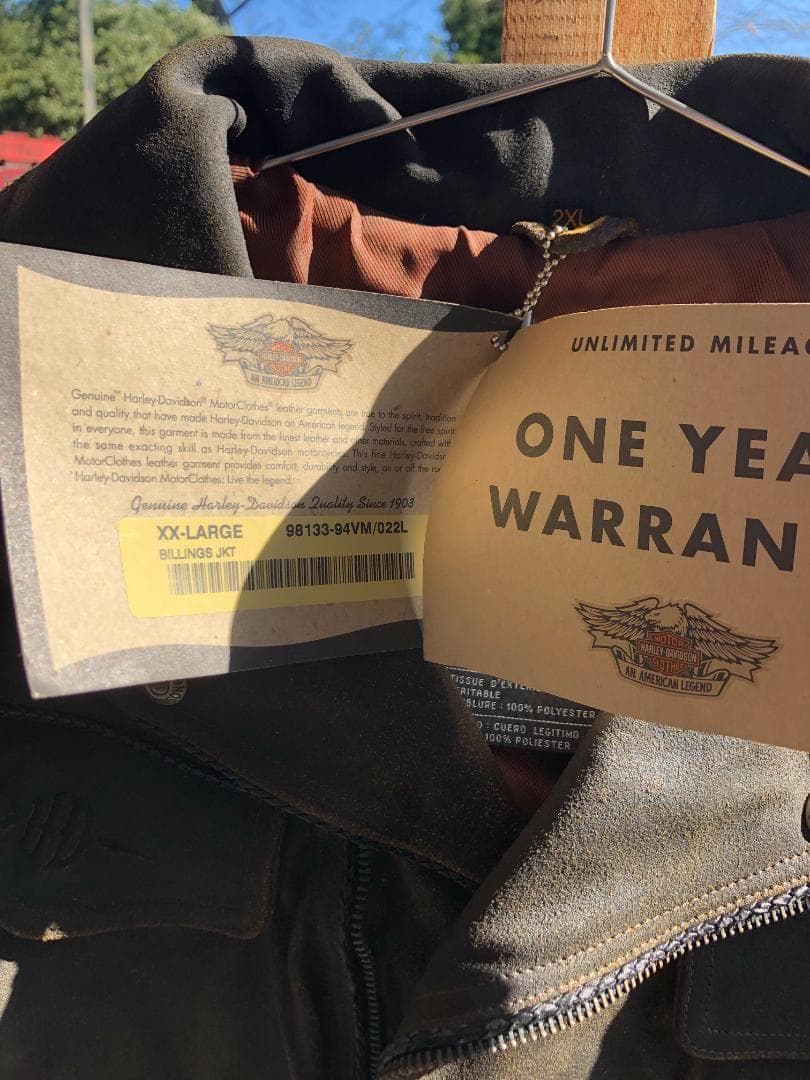 2XL
MOTOR
HARLEY-DAVIDSON
CLOTHES
AN AMERICAN LEGEND
Genuine™ Harley-Davidson® MotorClothes® leather garments are true to the spirit, tradition
and quality that have made Harley-Davidson an American legend. Styled for the free spirit
in everyone, this garment is made from the finest leather and other materials, crafted with
the same exacting skill as Harley-Davidson motorcycles. This fine Harley-Davidson
MotorClothes leather garment provides comfort, durability and style, on or off the
Harley-Davidson MotorClothes: Live the legend.
Genuine Harley-Davidson Quality Since 1903
XX-LARGE 98133-94VM/022L
BILLINGS JKT
UNLIMITED MILEA
ONE YEA
WARRAN
MOTOR
HARLEY-DAVIDSON
CLOTHES
AN AMERICAN LEGEND
TISSUE D'EXTE
RITABLE
BLURE : 100% POLYESTER
O : CUERO LEGITIMO
100% POLIESTER